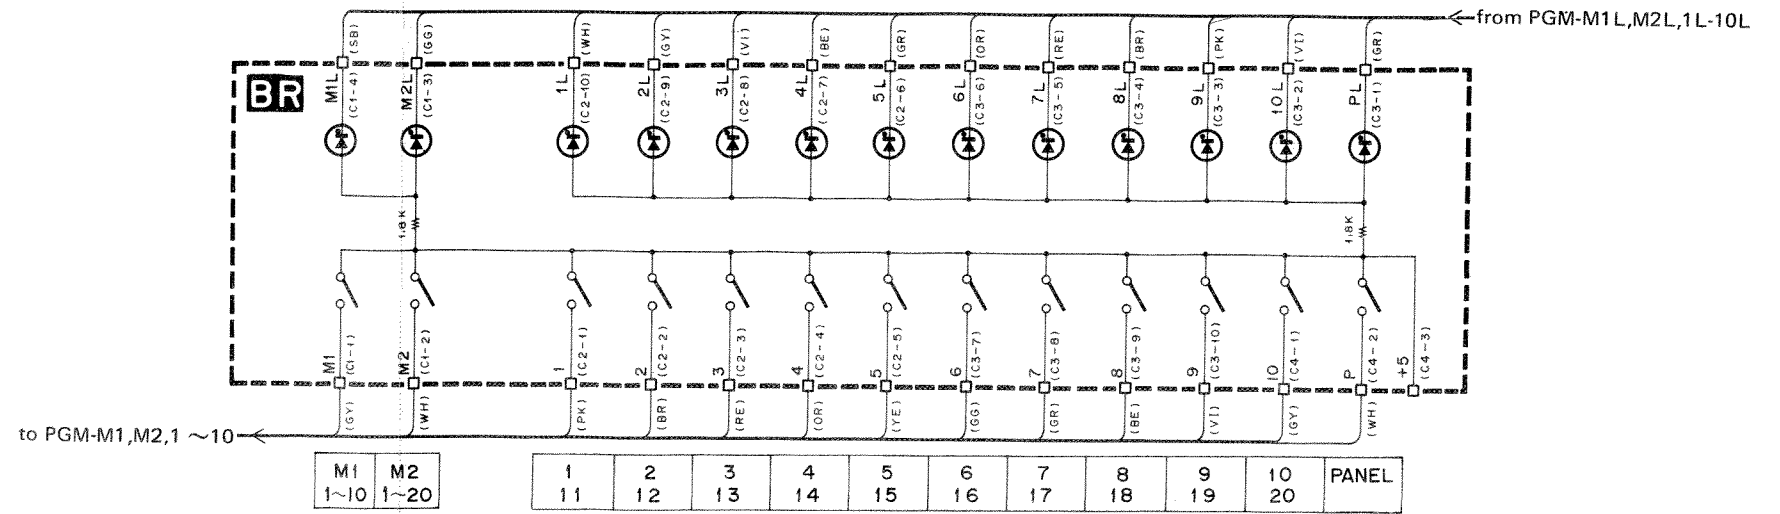 from PGM-M1L,M2L,1L-10L
(SB) (GG) (WH) (GY) (VI) (BE) (GR) (OR) (RE) (BR) (PK) (VI) (GR)
BR
M1L M2L 1L 2L 3L 4L 5L 6L 7L 8L 9L 10L PL
(C1-4) (C1-3) (C2-10) (C2-9) (C2-8) (C2-7) (C2-6) (C3-6) (C3-5) (C3-4) (C3-3) (C3-2) (C3-1)
1.8K 1.8K
M1 M2 1 2 3 4 5 6 7 8 9 10 P +5
(C1-1) (C1-2) (C2-1) (C2-2) (C2-3) (C2-4) (C2-5) (C3-7) (C3-8) (C3-9) (C3-10) (C4-1) (C4-2) (C4-3)
(GY) (WH) (PK) (BR) (RE) (OR) (YE) (GG) (GR) (BE) (VI) (GY) (WH)
to PGM-M1,M2,1 ~10
M1 M2 1 2 3 4 5 6 7 8 9 10 PANEL
1~10 1~20 11 12 13 14 15 16 17 18 19 20